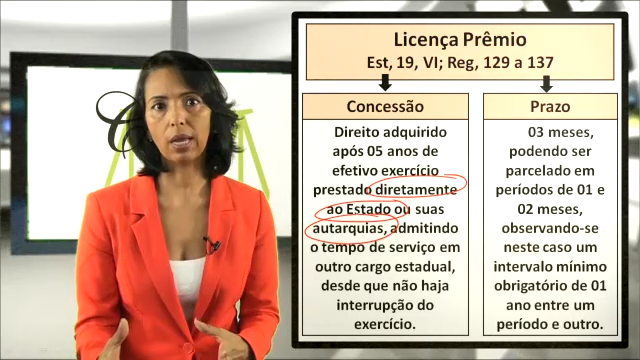 Licença Prêmio
Est, 19, VI; Reg, 129 a 137
Concessão
Direito adquirido
após 05 anos de
efetivo exercício
prestado diretamente
ao Estado ou suas
autarquias, admitindo
o tempo de serviço em
outro cargo estadual,
desde que não haja
interrupção do
exercício.
Prazo
03 meses,
podendo ser
parcelado em
períodos de 01 e
02 meses,
observando-se
neste caso um
intervalo mínimo
obrigatório de 01
ano entre um
período e outro.